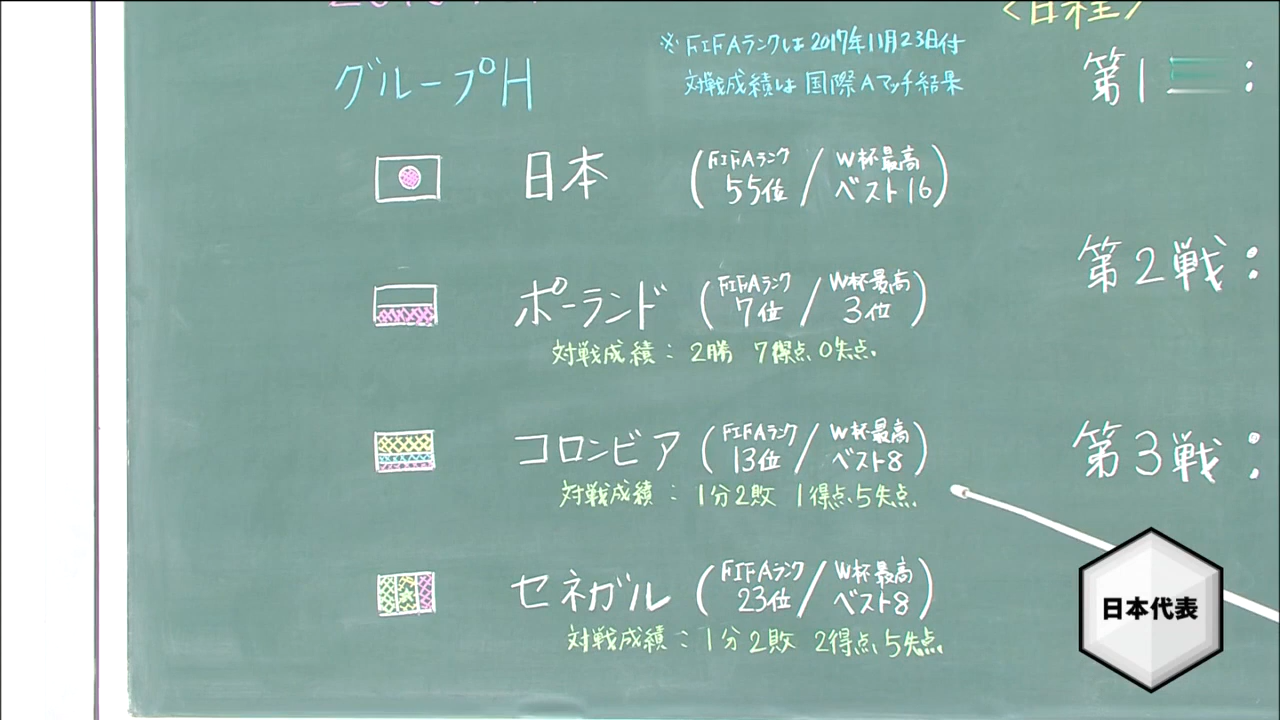 <日程>
※FIFAランクは2017年11月23日付
対戦成績は国際Aマッチ結果
グループH
第1
:
日本
(FIFAランク 55位 / W杯最高 ベスト16)
第2戦:
ポーランド
(FIFAランク 7位 / W杯最高 3位)
対戦成績: 2勝 7得点、0失点、
第3戦:
コロンビア
(FIFAランク 13位 / W杯最高 ベスト8)
対戦成績: 1分2敗 1得点、5失点、
セネガル
(FIFAランク 23位 / W杯最高 ベスト8)
対戦成績: 1分2敗 2得点、5失点、
日本代表